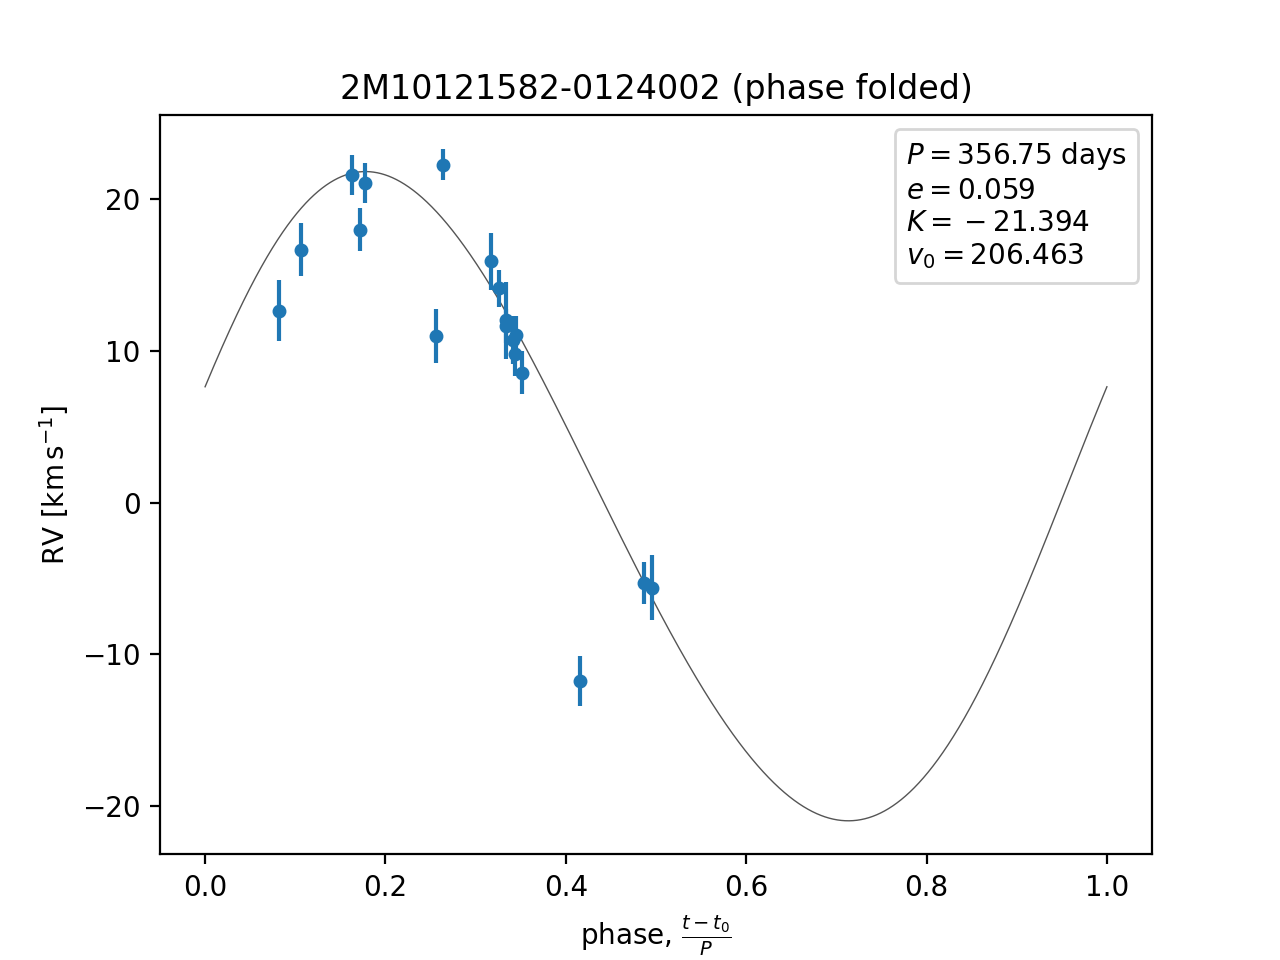 2M10121582-0124002 (phase folded)
P = 356.75 days
e = 0.059
K = −21.394
v₀ = 206.463
20
10
0
−10
−20
RV [km s⁻¹]
0.0 0.2 0.4 0.6 0.8 1.0
phase, (t − t₀)/P